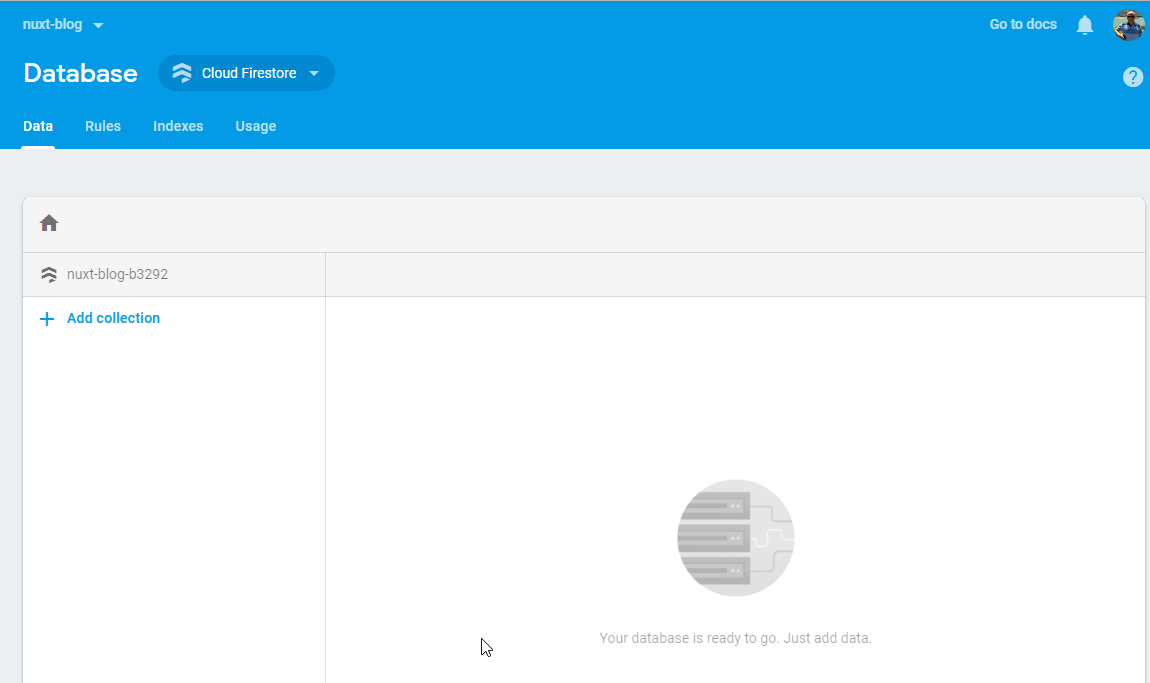 nuxt-blog
Go to docs
Database
Cloud Firestore
?
Data Rules Indexes Usage
nuxt-blog-b3292
+ Add collection
Your database is ready to go. Just add data.